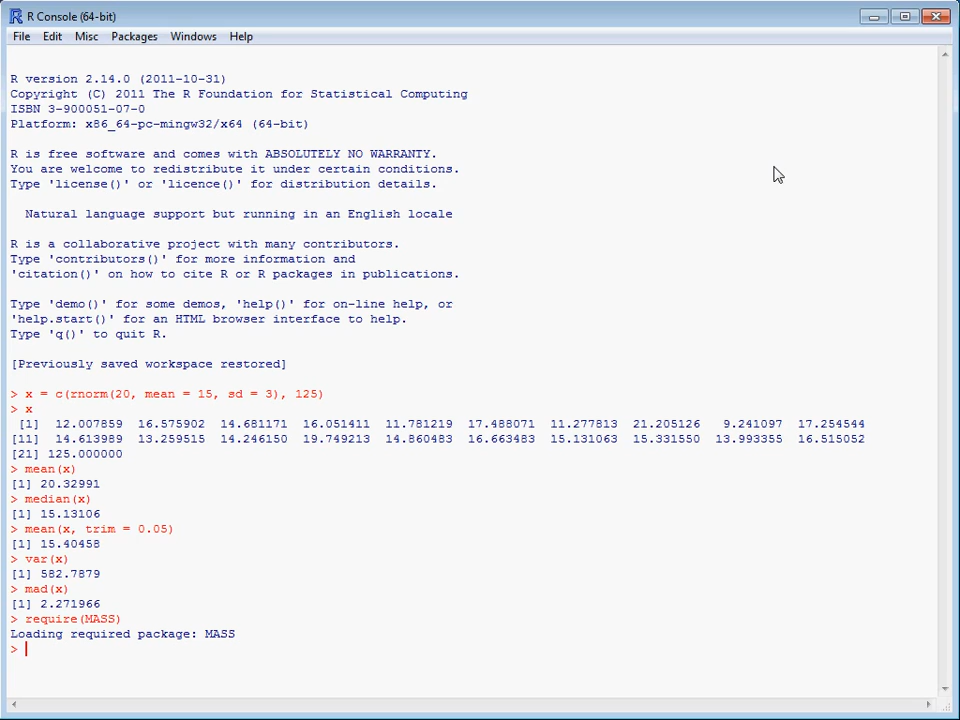 R Console (64-bit)
File Edit Misc Packages Windows Help
R version 2.14.0 (2011-10-31)
Copyright (C) 2011 The R Foundation for Statistical Computing
ISBN 3-900051-07-0
Platform: x86_64-pc-mingw32/x64 (64-bit)
R is free software and comes with ABSOLUTELY NO WARRANTY.
You are welcome to redistribute it under certain conditions.
Type 'license()' or 'licence()' for distribution details.
Natural language support but running in an English locale
R is a collaborative project with many contributors.
Type 'contributors()' for more information and
'citation()' on how to cite R or R packages in publications.
Type 'demo()' for some demos, 'help()' for on-line help, or
'help.start()' for an HTML browser interface to help.
Type 'q()' to quit R.
[Previously saved workspace restored]
> x = c(rnorm(20, mean = 15, sd = 3), 125)
> x
[1] 12.007859 16.575902 14.681171 16.051411 11.781219 17.488071 11.277813 21.205126 9.241097 17.254544
[11] 14.613989 13.259515 14.246150 19.749213 14.860483 16.663483 15.131063 15.331550 13.993355 16.515052
[21] 125.000000
> mean(x)
[1] 20.32991
> median(x)
[1] 15.13106
> mean(x, trim = 0.05)
[1] 15.40458
> var(x)
[1] 582.7879
> mad(x)
[1] 2.271966
> require(MASS)
Loading required package: MASS
>